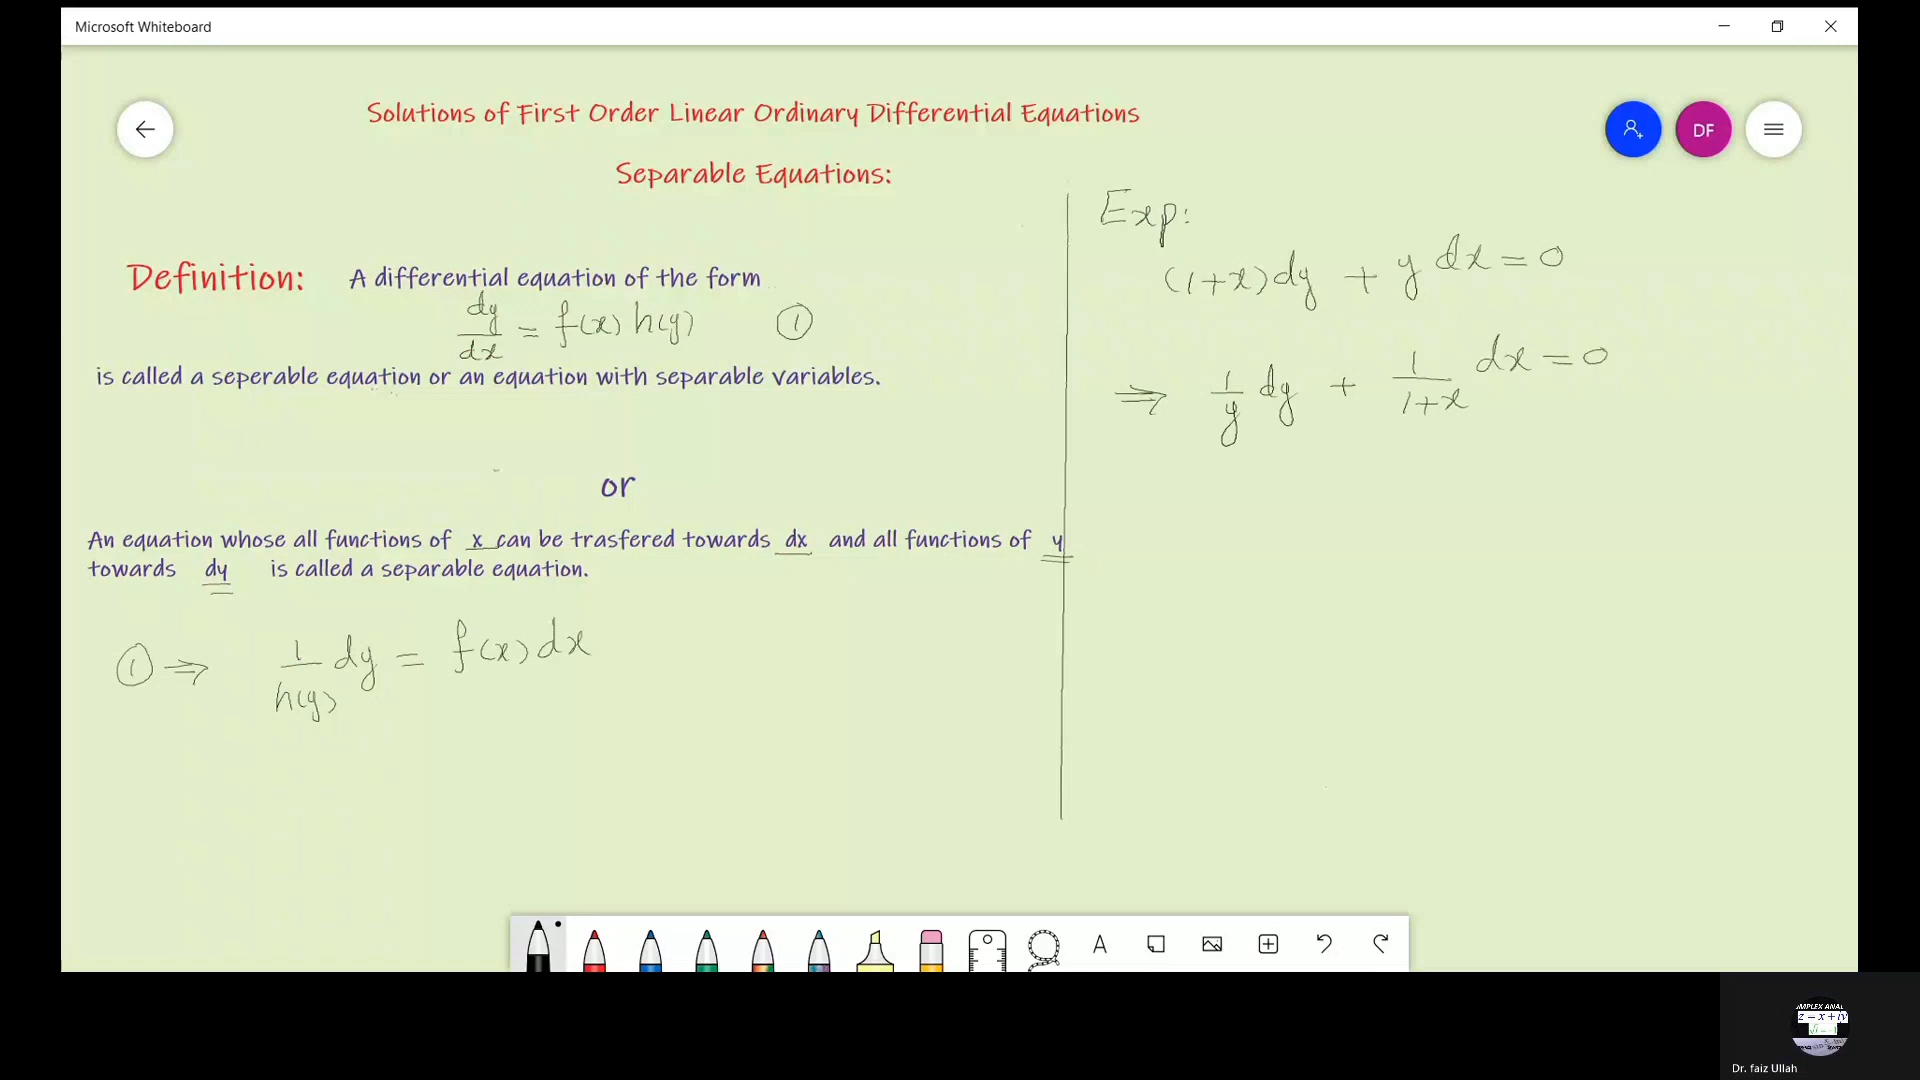 Microsoft Whiteboard
Solutions of First Order Linear Ordinary Differential Equations
DF
Separable Equations:
Definition: A differential equation of the form
dy/dx = f(x) h(y) ①
is called a seperable equation or an equation with separable variables.
or
An equation whose all functions of x can be trasfered towards dx and all functions of y
towards dy is called a separable equation.
① ⇒ 1/h(y) dy = f(x) dx
Exp:
(1+x) dy + y dx = 0
⇒ 1/y dy + 1/1+x dx = 0
A
z = x + iy
Dr. faiz Ullah